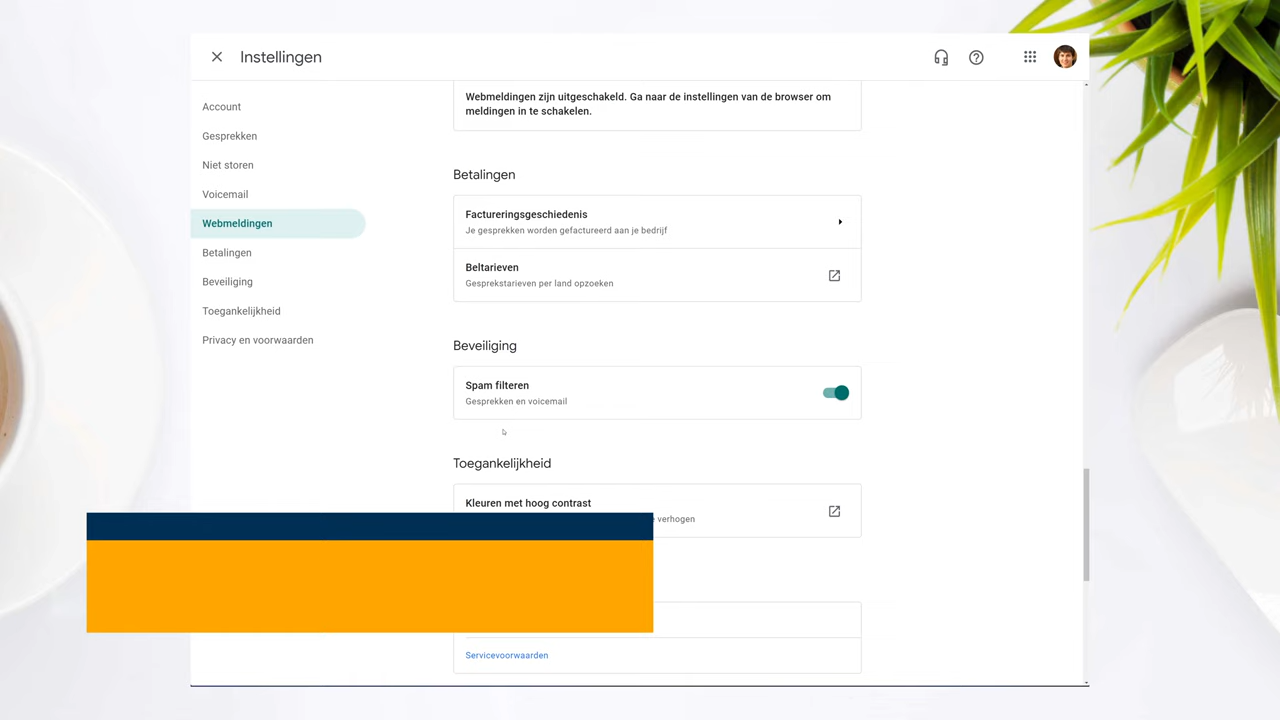 Instellingen
Account
Gesprekken
Niet storen
Voicemail
Webmeldingen
Betalingen
Beveiliging
Toegankelijkheid
Privacy en voorwaarden
Webmeldingen zijn uitgeschakeld. Ga naar de instellingen van de browser om
meldingen in te schakelen.
Betalingen
Factureringsgeschiedenis
Je gesprekken worden gefactureerd aan je bedrijf
Beltarieven
Gesprekstarieven per land opzoeken
Beveiliging
Spam filteren
Gesprekken en voicemail
Toegankelijkheid
Kleuren met hoog contrast
verhogen
Servicevoorwaarden